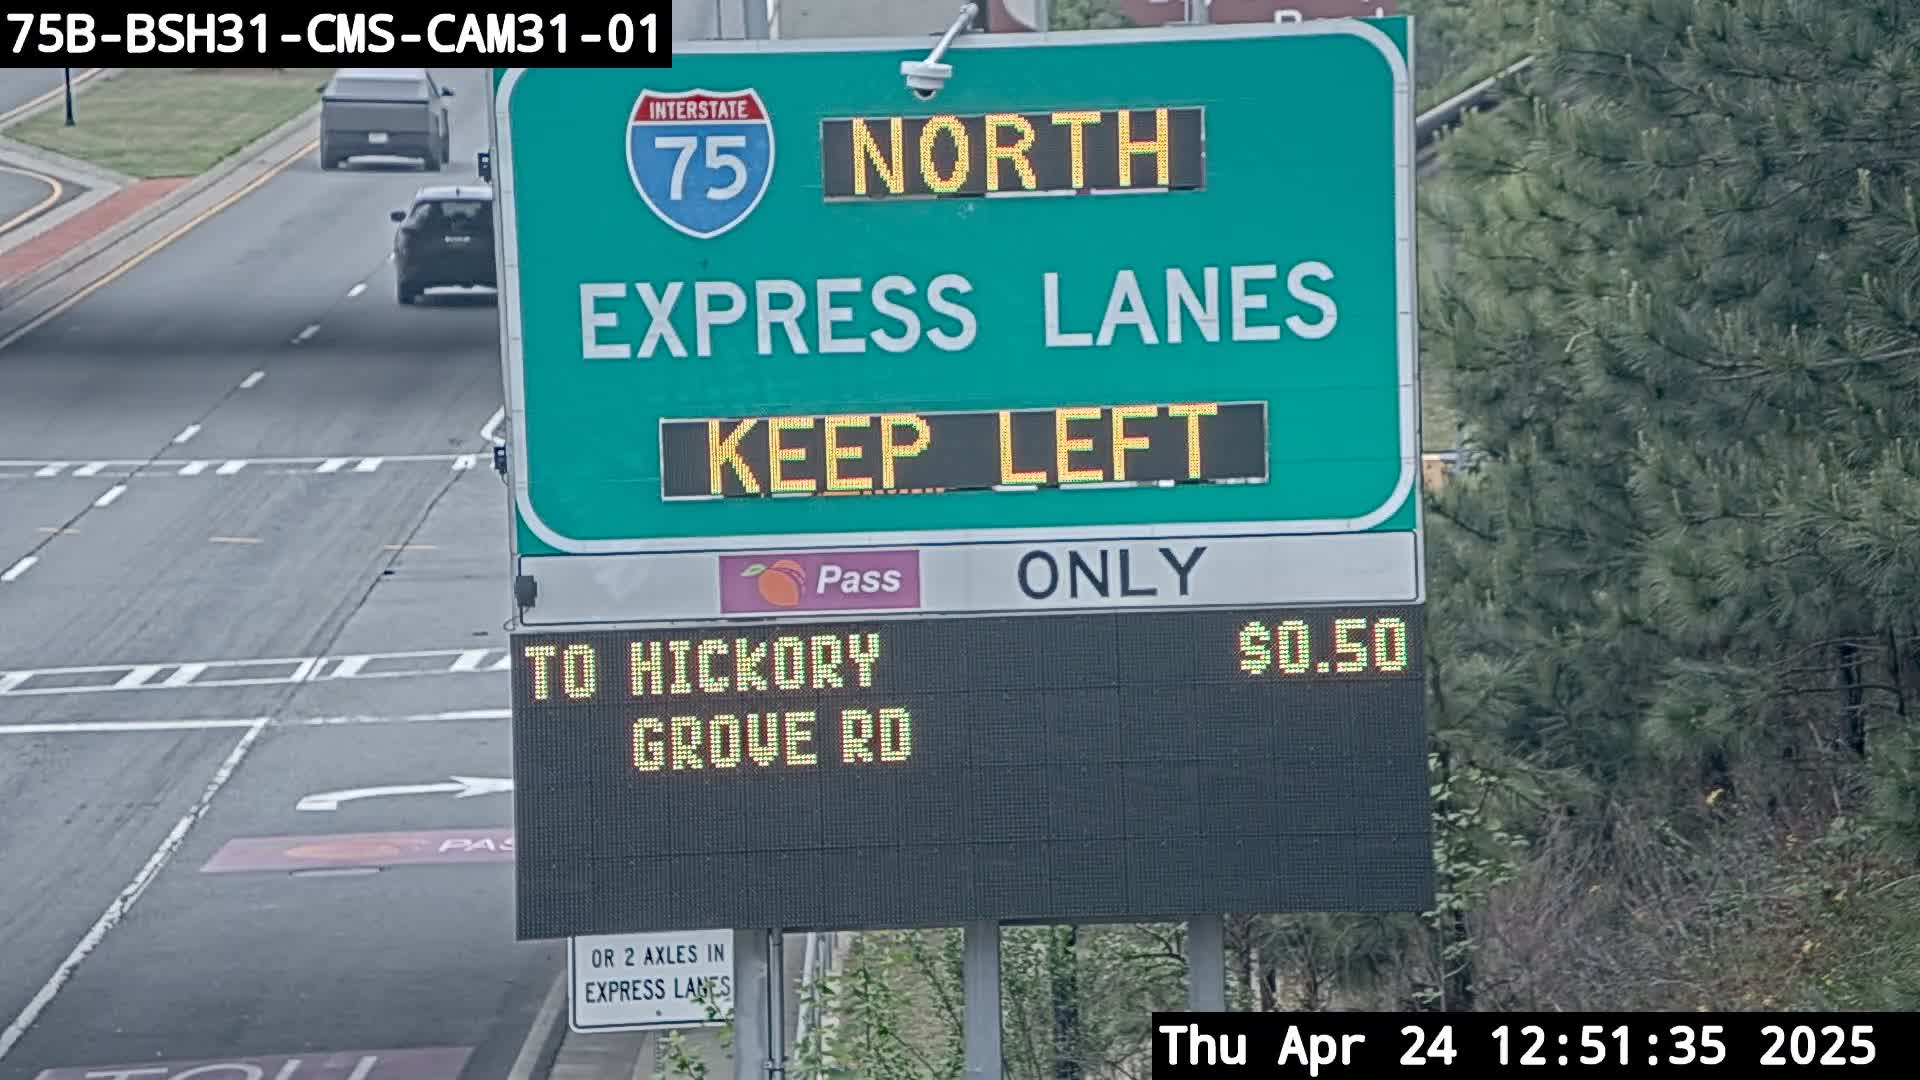 75B-BSH31-CMS-CAM31-01
INTERSTATE
75
NORTH
EXPRESS LANES
KEEP LEFT
Pass ONLY
TO HICKORY $0.50
GROVE RD
OR 2 AXLES IN
EXPRESS LANES
TOLL
Thu Apr 24 12:51:35 2025